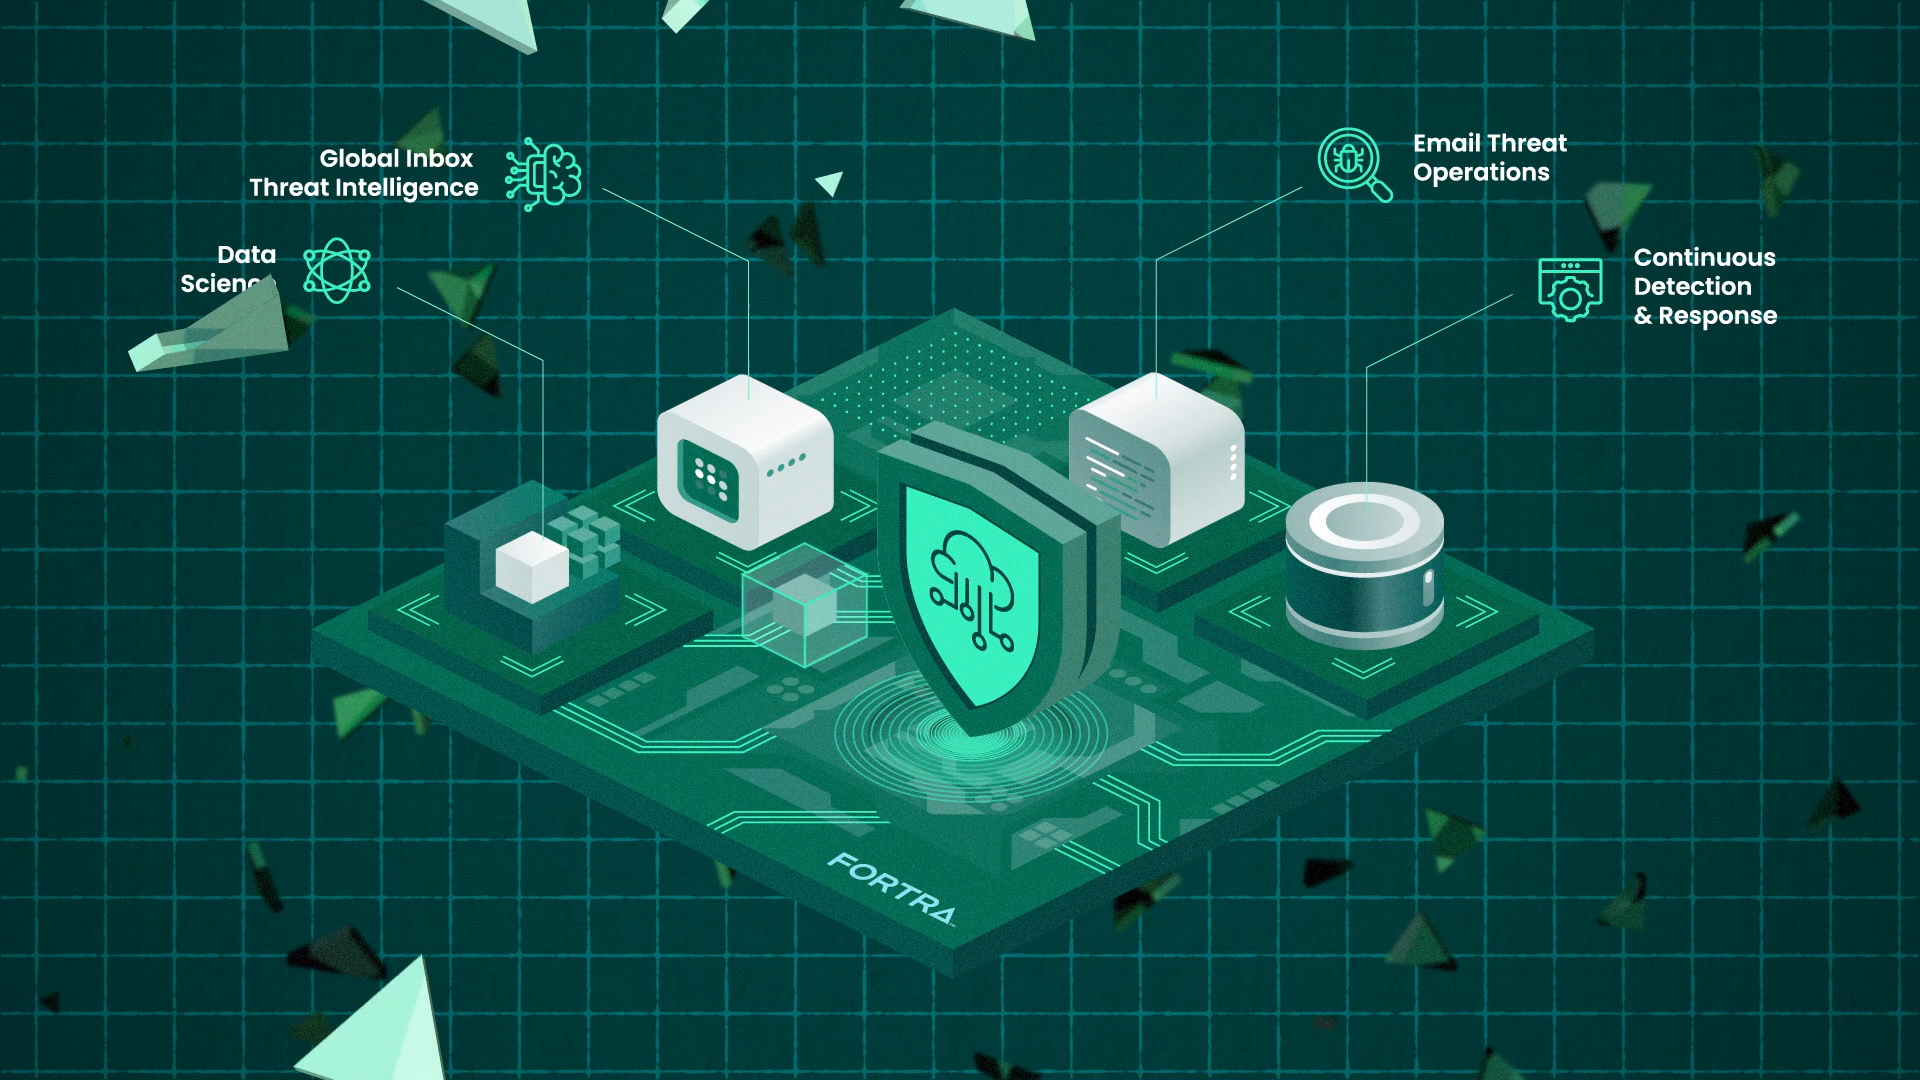 Global Inbox
Threat Intelligence
Data
Email Threat
Operations
Continuous
Detection
& Response
FORTRA